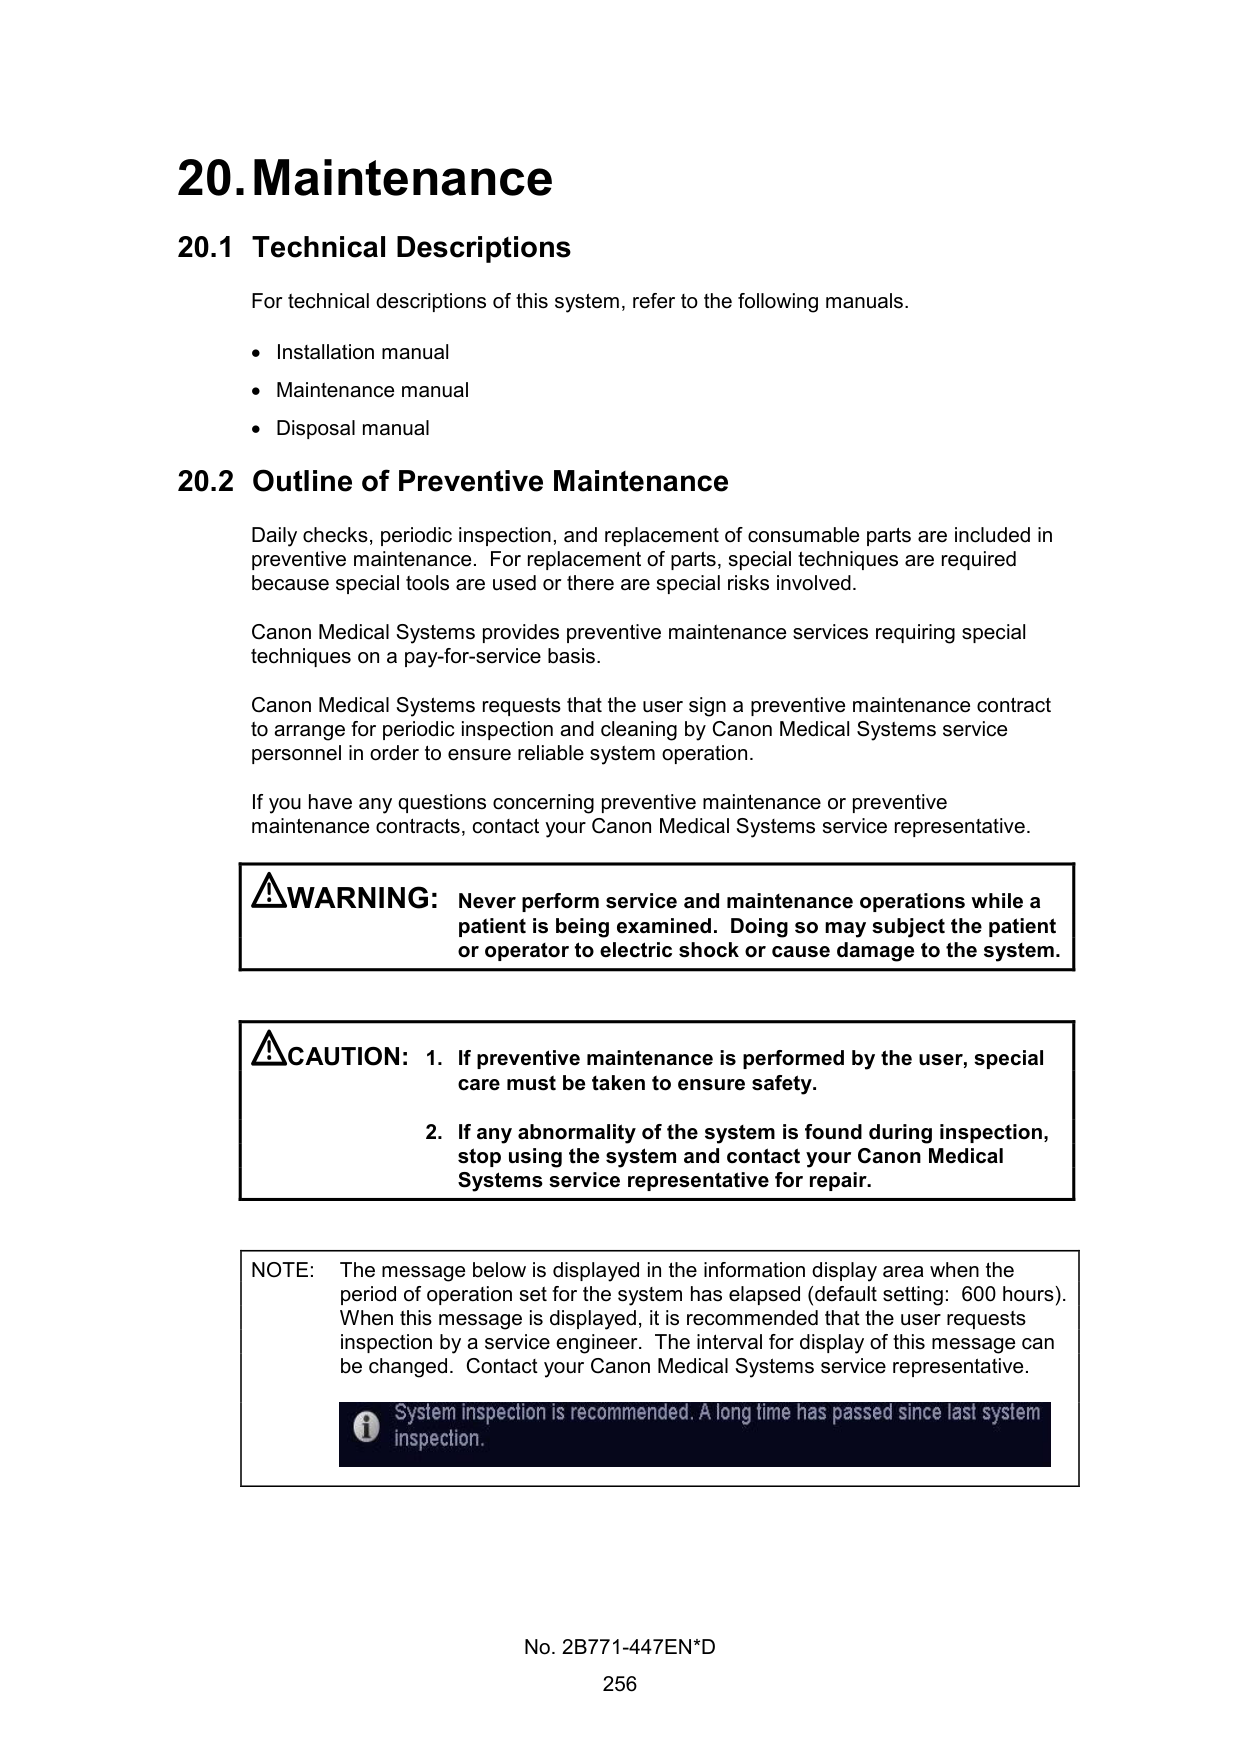 20. Maintenance
20.1 Technical Descriptions
For technical descriptions of this system, refer to the following manuals.
• Installation manual
• Maintenance manual
• Disposal manual
20.2 Outline of Preventive Maintenance
Daily checks, periodic inspection, and replacement of consumable parts are included in
preventive maintenance.  For replacement of parts, special techniques are required
because special tools are used or there are special risks involved.
Canon Medical Systems provides preventive maintenance services requiring special
techniques on a pay-for-service basis.
Canon Medical Systems requests that the user sign a preventive maintenance contract
to arrange for periodic inspection and cleaning by Canon Medical Systems service
personnel in order to ensure reliable system operation.
If you have any questions concerning preventive maintenance or preventive
maintenance contracts, contact your Canon Medical Systems service representative.
⚠WARNING: Never perform service and maintenance operations while a
patient is being examined.  Doing so may subject the patient
or operator to electric shock or cause damage to the system.
⚠CAUTION: 1. If preventive maintenance is performed by the user, special
care must be taken to ensure safety.
2. If any abnormality of the system is found during inspection,
stop using the system and contact your Canon Medical
Systems service representative for repair.
NOTE: The message below is displayed in the information display area when the
period of operation set for the system has elapsed (default setting:  600 hours).
When this message is displayed, it is recommended that the user requests
inspection by a service engineer.  The interval for display of this message can
be changed.  Contact your Canon Medical Systems service representative.
System inspection is recommended. A long time has passed since last system
inspection.
No. 2B771-447EN*D
256